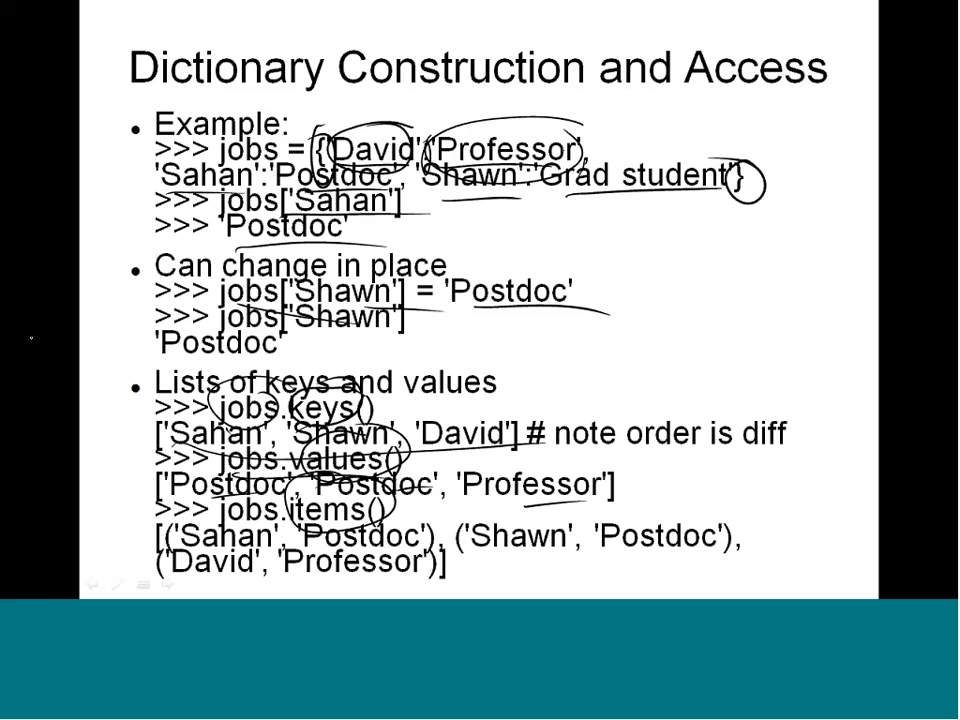 Dictionary Construction and Access
● Example:
>>> jobs = {'David':'Professor',
'Sahan':'Postdoc', 'Shawn':'Grad student'}
>>> jobs['Sahan']
>>> 'Postdoc'
● Can change in place
>>> jobs['Shawn'] = 'Postdoc'
>>> jobs['Shawn']
'Postdoc'
● Lists of keys and values
>>> jobs.keys()
['Sahan', 'Shawn', 'David'] # note order is diff
>>> jobs.values()
['Postdoc', 'Postdoc', 'Professor']
>>> jobs.items()
[('Sahan', 'Postdoc'), ('Shawn', 'Postdoc'),
('David', 'Professor')]